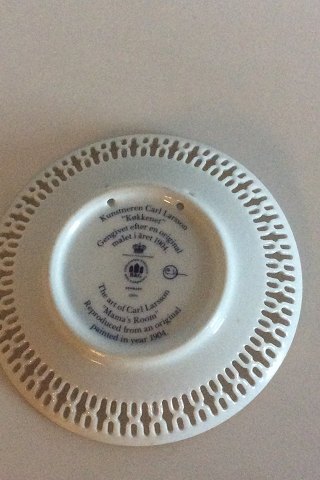 Kunstneren Carl Larsson
"Køkkenet"
Gengivet efter en original
malet i året 1904
B&G
The art of Carl Larsson
"Mama's Room"
Reproduced from an original
painted in year 1904.